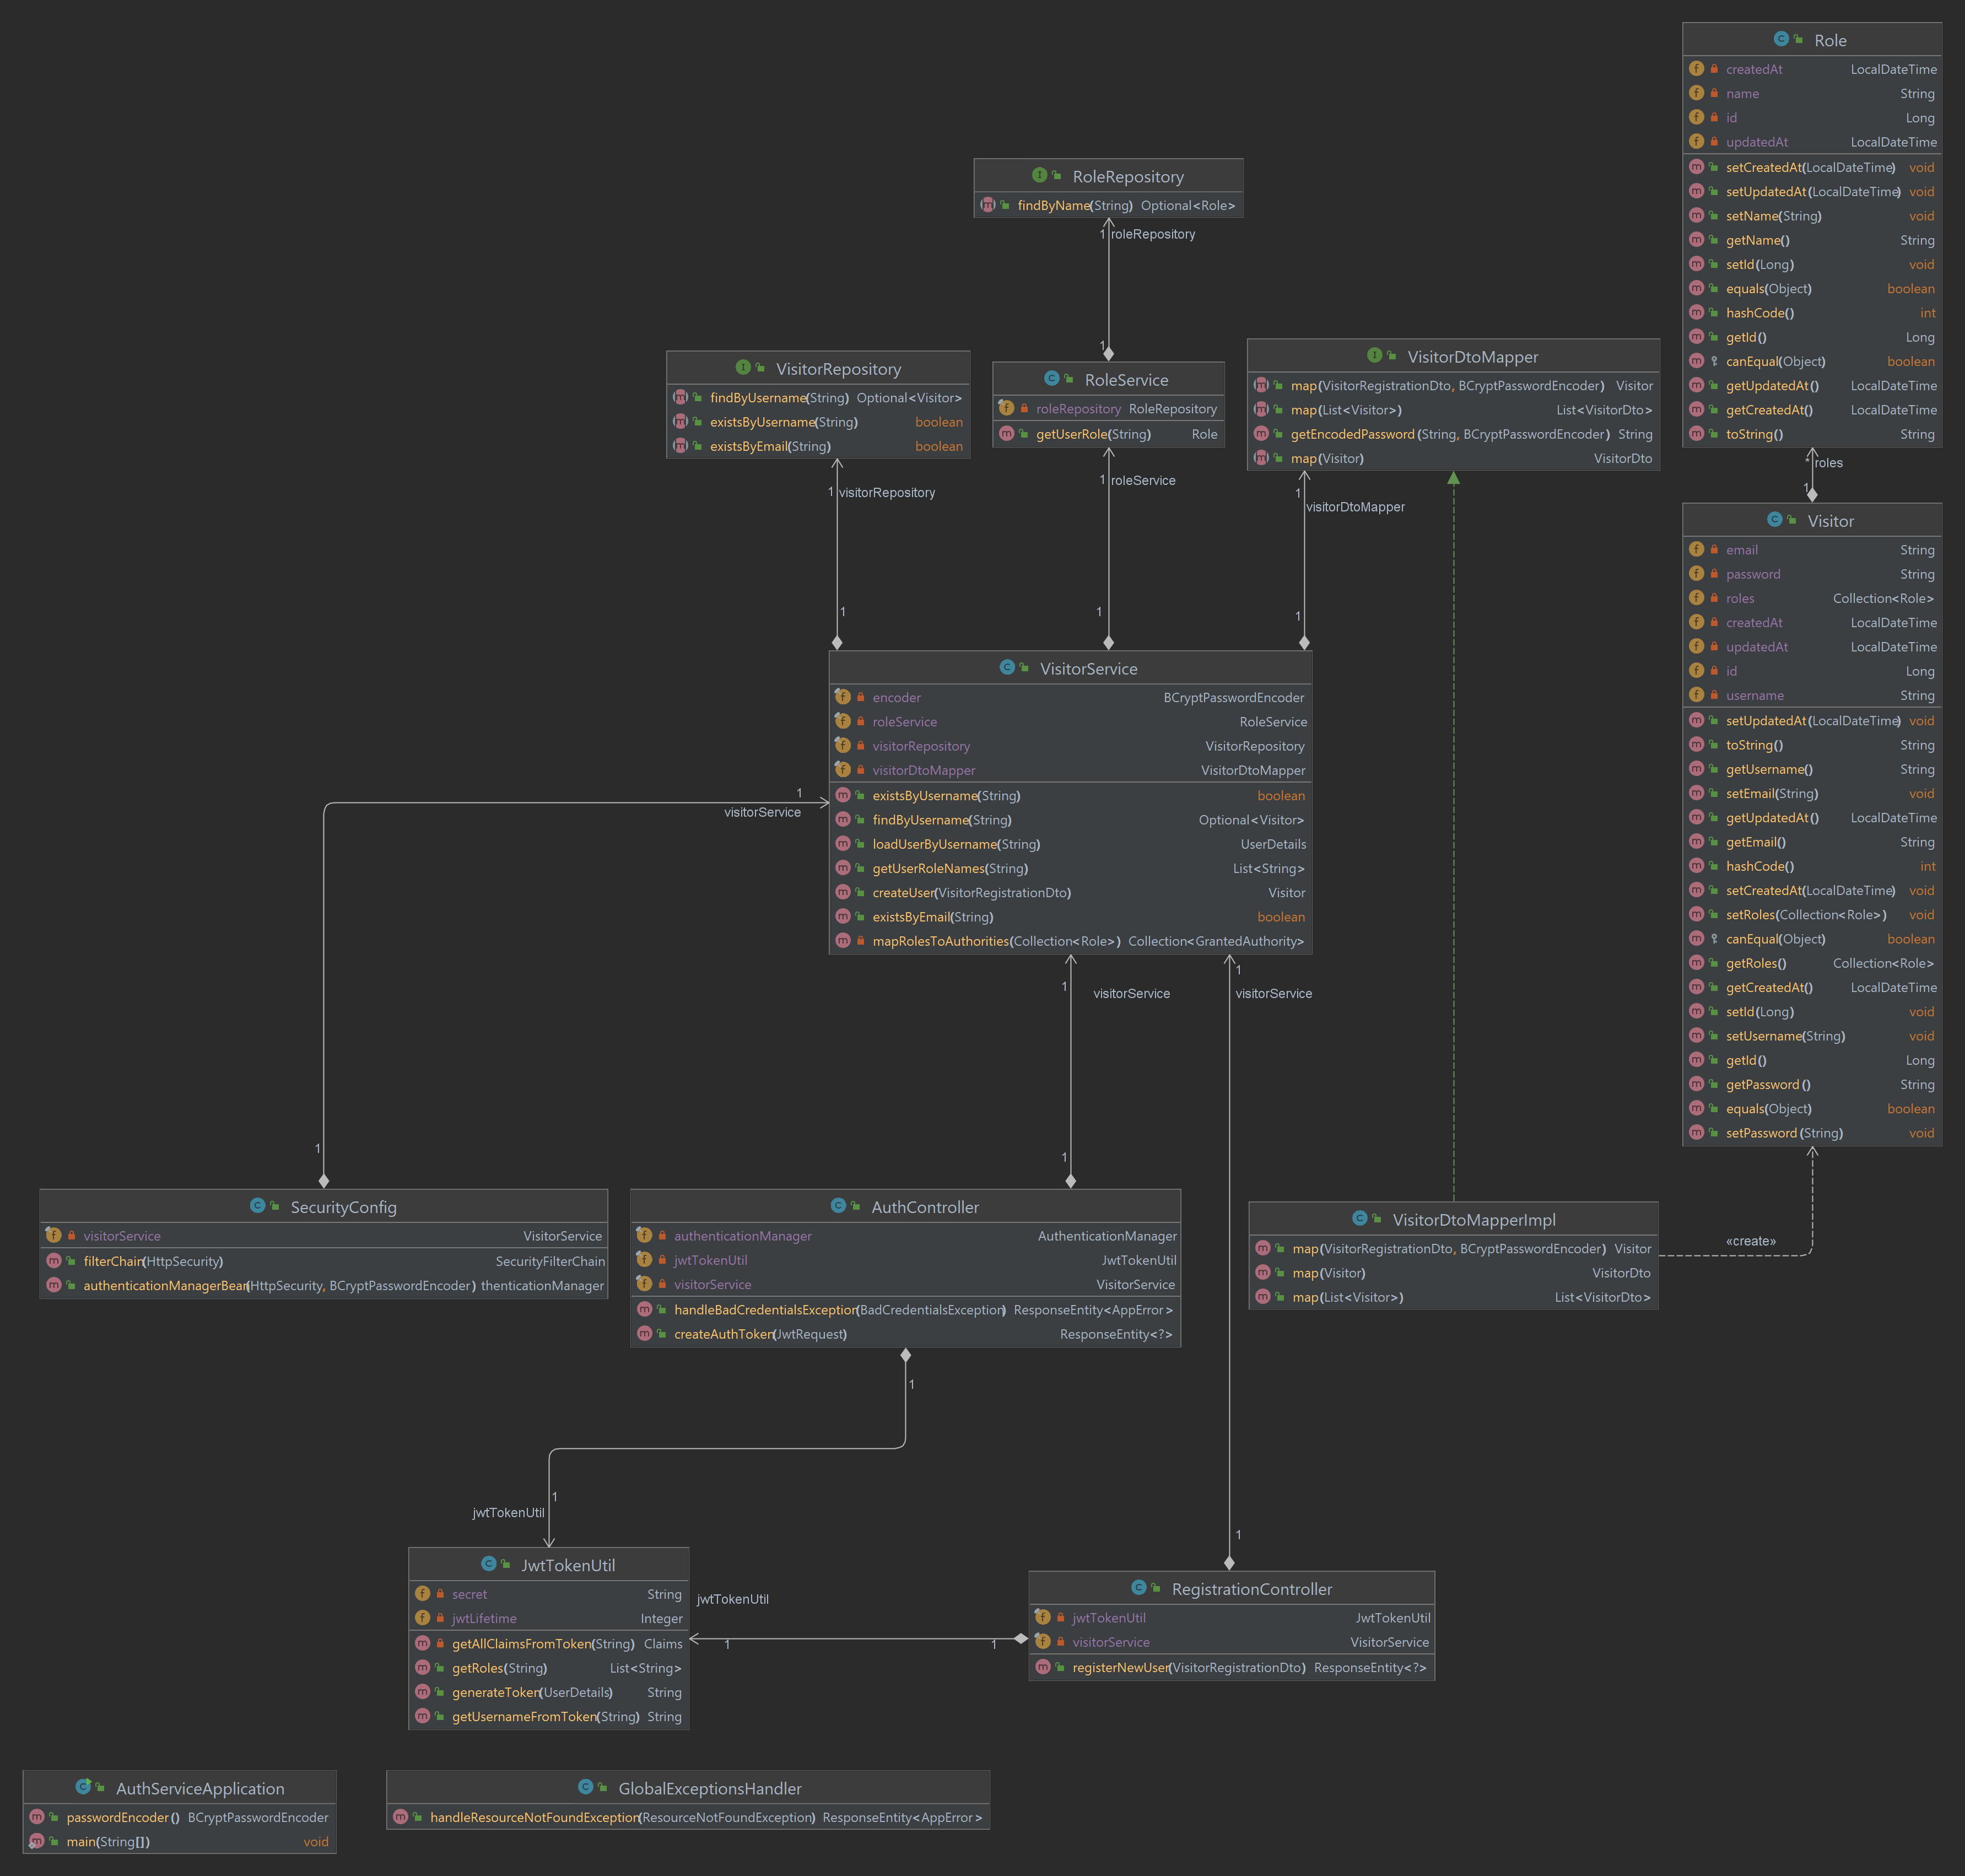 Role
createdAt LocalDateTime
name String
id Long
updatedAt LocalDateTime
setCreatedAt(LocalDateTime) void
setUpdatedAt(LocalDateTime) void
setName(String) void
getName() String
setId(Long) void
equals(Object) boolean
hashCode() int
getId() Long
canEqual(Object) boolean
getUpdatedAt() LocalDateTime
getCreatedAt() LocalDateTime
toString() String
RoleRepository
findByName(String) Optional<Role>
1 roleRepository
1
VisitorRepository
findByUsername(String) Optional<Visitor>
existsByUsername(String) boolean
existsByEmail(String) boolean
RoleService
roleRepository RoleRepository
getUserRole(String) Role
VisitorDtoMapper
map(VisitorRegistrationDto, BCryptPasswordEncoder) Visitor
map(List<Visitor>) List<VisitorDto>
getEncodedPassword(String, BCryptPasswordEncoder) String
map(Visitor) VisitorDto
* roles
1
1 visitorRepository
1 roleService
1
visitorDtoMapper
1
1
1
Visitor
email String
password String
roles Collection<Role>
createdAt LocalDateTime
updatedAt LocalDateTime
id Long
username String
setUpdatedAt(LocalDateTime) void
toString() String
getUsername() String
setEmail(String) void
getUpdatedAt() LocalDateTime
getEmail() String
hashCode() int
setCreatedAt(LocalDateTime) void
setRoles(Collection<Role>) void
canEqual(Object) boolean
getRoles() Collection<Role>
getCreatedAt() LocalDateTime
setId(Long) void
setUsername(String) void
getId() Long
getPassword() String
equals(Object) boolean
setPassword(String) void
VisitorService
encoder BCryptPasswordEncoder
roleService RoleService
visitorRepository VisitorRepository
visitorDtoMapper VisitorDtoMapper
existsByUsername(String) boolean
findByUsername(String) Optional<Visitor>
loadUserByUsername(String) UserDetails
getUserRoleNames(String) List<String>
createUser(VisitorRegistrationDto) Visitor
existsByEmail(String) boolean
mapRolesToAuthorities(Collection<Role>) Collection<GrantedAuthority>
1
visitorService
1
1
visitorService
1
visitorService
1
1
SecurityConfig
visitorService VisitorService
filterChain(HttpSecurity) SecurityFilterChain
authenticationManagerBean(HttpSecurity, BCryptPasswordEncoder) thenticationManager
AuthController
authenticationManager AuthenticationManager
jwtTokenUtil JwtTokenUtil
visitorService VisitorService
handleBadCredentialsException(BadCredentialsException) ResponseEntity<AppError>
createAuthToken(JwtRequest) ResponseEntity<?>
VisitorDtoMapperImpl
map(VisitorRegistrationDto, BCryptPasswordEncoder) Visitor
map(Visitor) VisitorDto
map(List<Visitor>) List<VisitorDto>
«create»
1
1
jwtTokenUtil
1
JwtTokenUtil
secret String
jwtLifetime Integer
getAllClaimsFromToken(String) Claims
getRoles(String) List<String>
generateToken(UserDetails) String
getUsernameFromToken(String) String
jwtTokenUtil
1
1
RegistrationController
jwtTokenUtil JwtTokenUtil
visitorService VisitorService
registerNewUser(VisitorRegistrationDto) ResponseEntity<?>
AuthServiceApplication
passwordEncoder() BCryptPasswordEncoder
main(String[]) void
GlobalExceptionsHandler
handleResourceNotFoundException(ResourceNotFoundException) ResponseEntity<AppError>